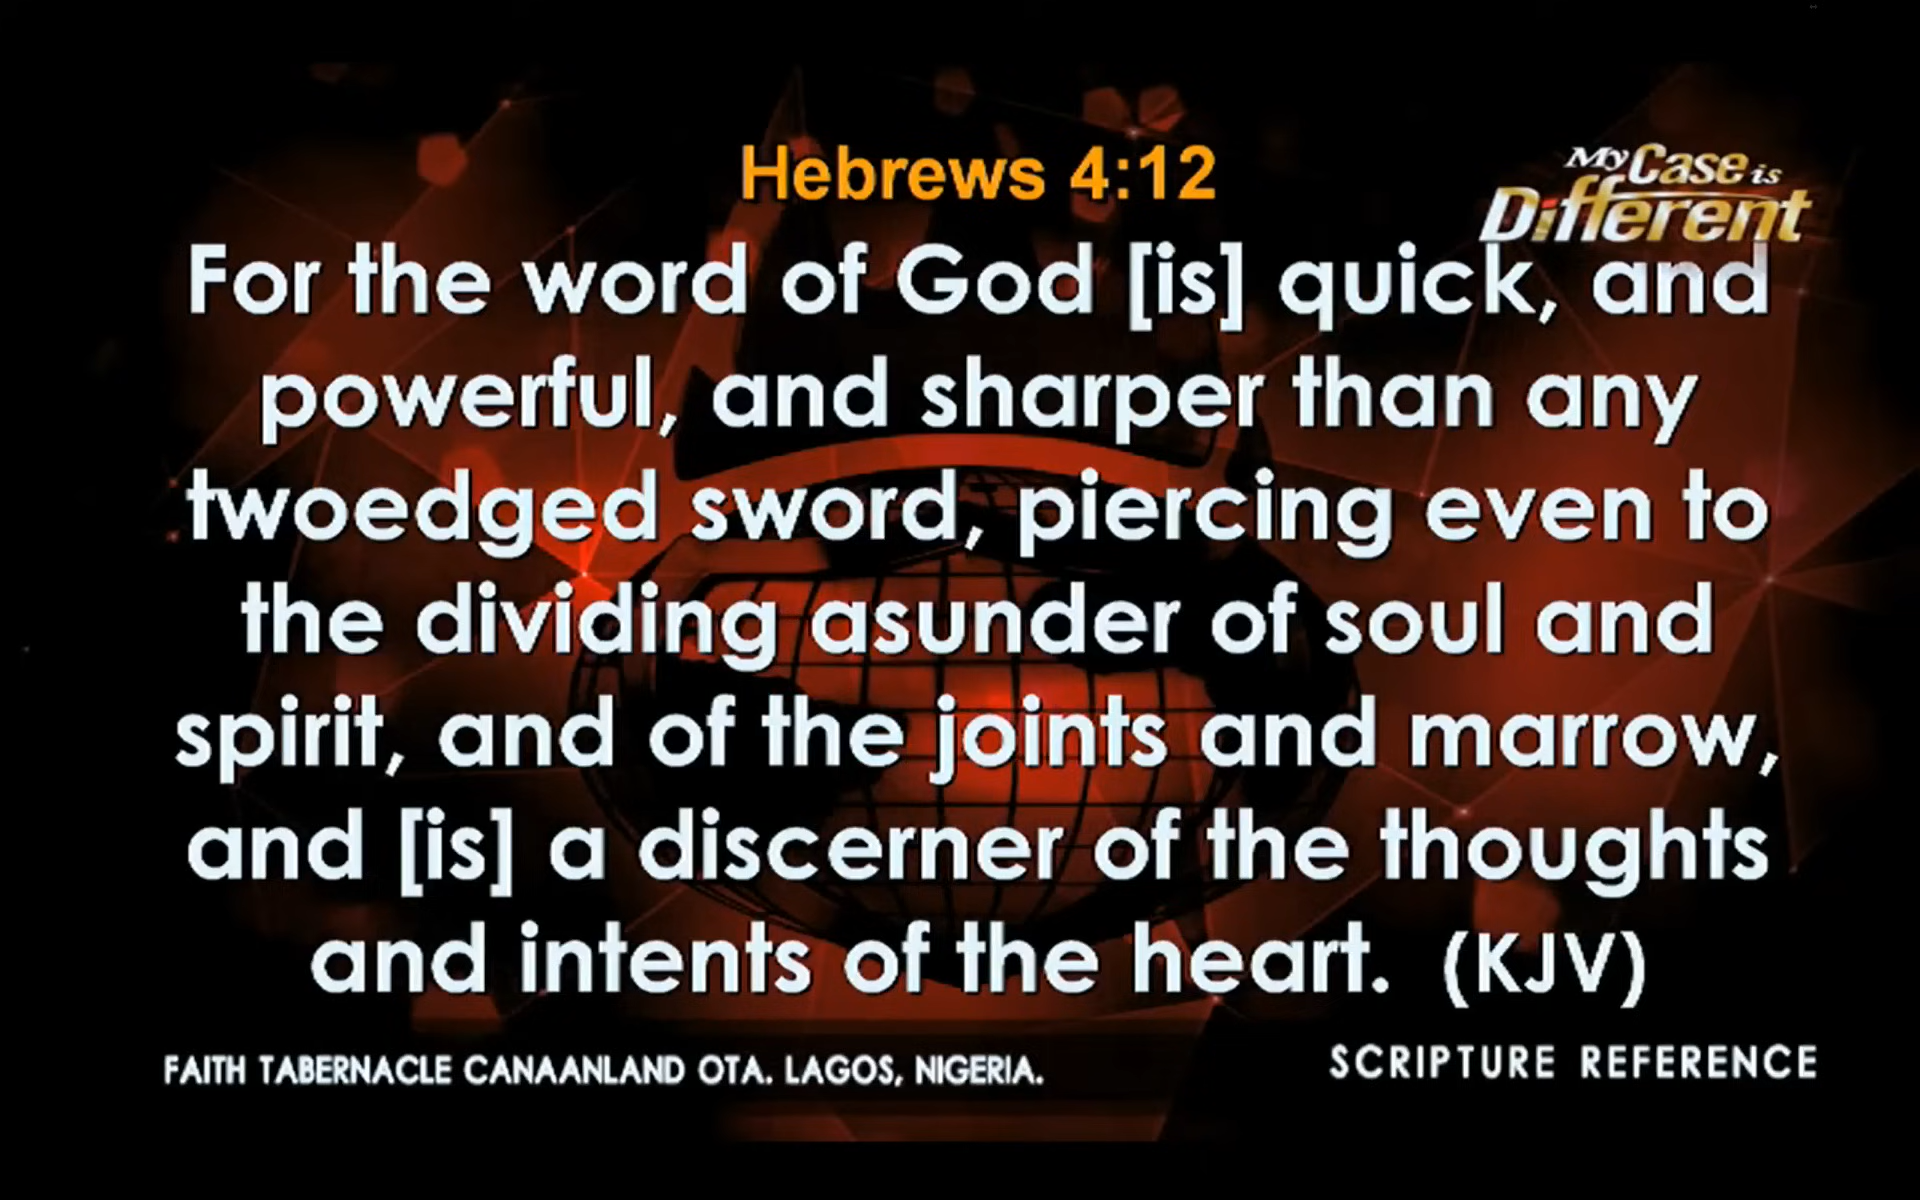 Hebrews 4:12
My Case is
Different
For the word of God [is] quick, and
powerful, and sharper than any
twoedged sword, piercing even to
the dividing asunder of soul and
spirit, and of the joints and marrow,
and [is] a discerner of the thoughts
and intents of the heart. (KJV)
FAITH TABERNACLE CANAANLAND OTA. LAGOS, NIGERIA.
SCRIPTURE REFERENCE